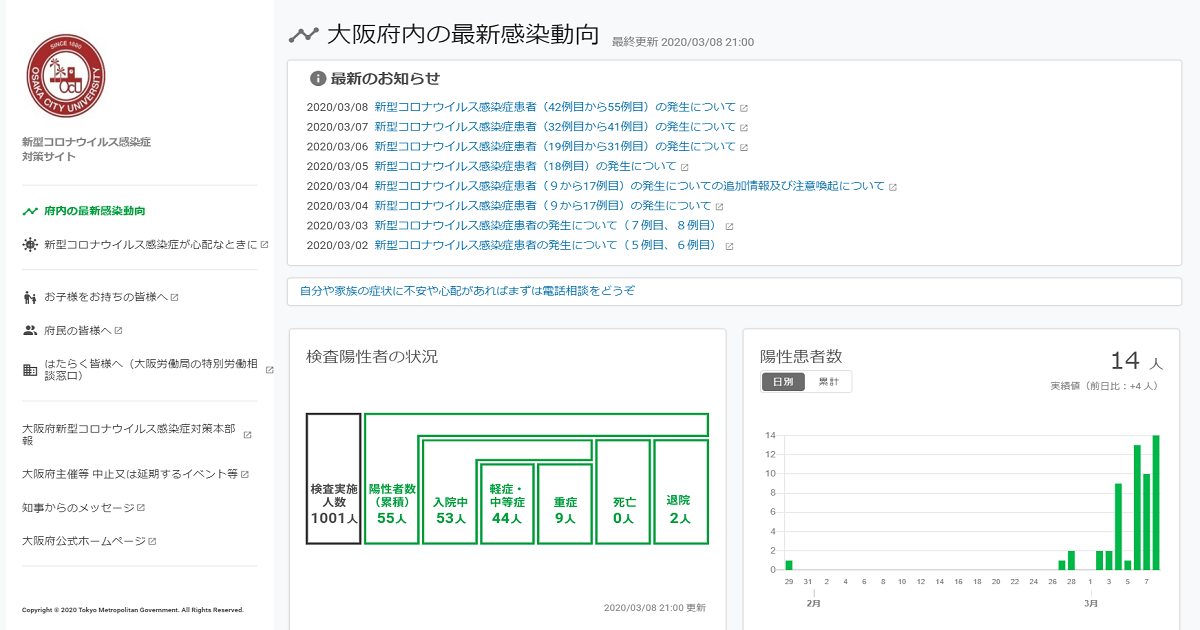 SINCE 1880
OSAKA CITY UNIVERSITY
OCU
新型コロナウイルス感染症
対策サイト
府内の最新感染動向
新型コロナウイルス感染症が心配なときに
お子様をお持ちの皆様へ
府民の皆様へ
はたらく皆様へ（大阪労働局の特別労働相
談窓口）
大阪府新型コロナウイルス感染症対策本部
報
大阪府主催等 中止又は延期するイベント等
知事からのメッセージ
大阪府公式ホームページ
Copyright © 2020 Tokyo Metropolitan Government. All Rights Reserved.
大阪府内の最新感染動向 最終更新 2020/03/08 21:00
最新のお知らせ
2020/03/08 新型コロナウイルス感染症患者（42例目から55例目）の発生について
2020/03/07 新型コロナウイルス感染症患者（32例目から41例目）の発生について
2020/03/06 新型コロナウイルス感染症患者（19例目から31例目）の発生について
2020/03/05 新型コロナウイルス感染症患者（18例目）の発生について
2020/03/04 新型コロナウイルス感染症患者（９から17例目）の発生についての追加情報及び注意喚起について
2020/03/04 新型コロナウイルス感染症患者（９から17例目）の発生について
2020/03/03 新型コロナウイルス感染症患者の発生について（７例目、８例目）
2020/03/02 新型コロナウイルス感染症患者の発生について（５例目、６例目）
自分や家族の症状に不安や心配があればまずは電話相談をどうぞ
検査陽性者の状況
検査実施
人数
1001人
陽性者数
（累積）
55人
入院中
53人
軽症・
中等症
44人
重症
9人
死亡
0人
退院
2人
2020/03/08 21:00 更新
陽性患者数
日別 累計
14 人
実績値（前日比：+4 人）
14
12
10
8
6
4
2
0
29 31 2 4 6 8 10 12 14 16 18 20 22 24 26 28 1 3 5 7
2月 3月